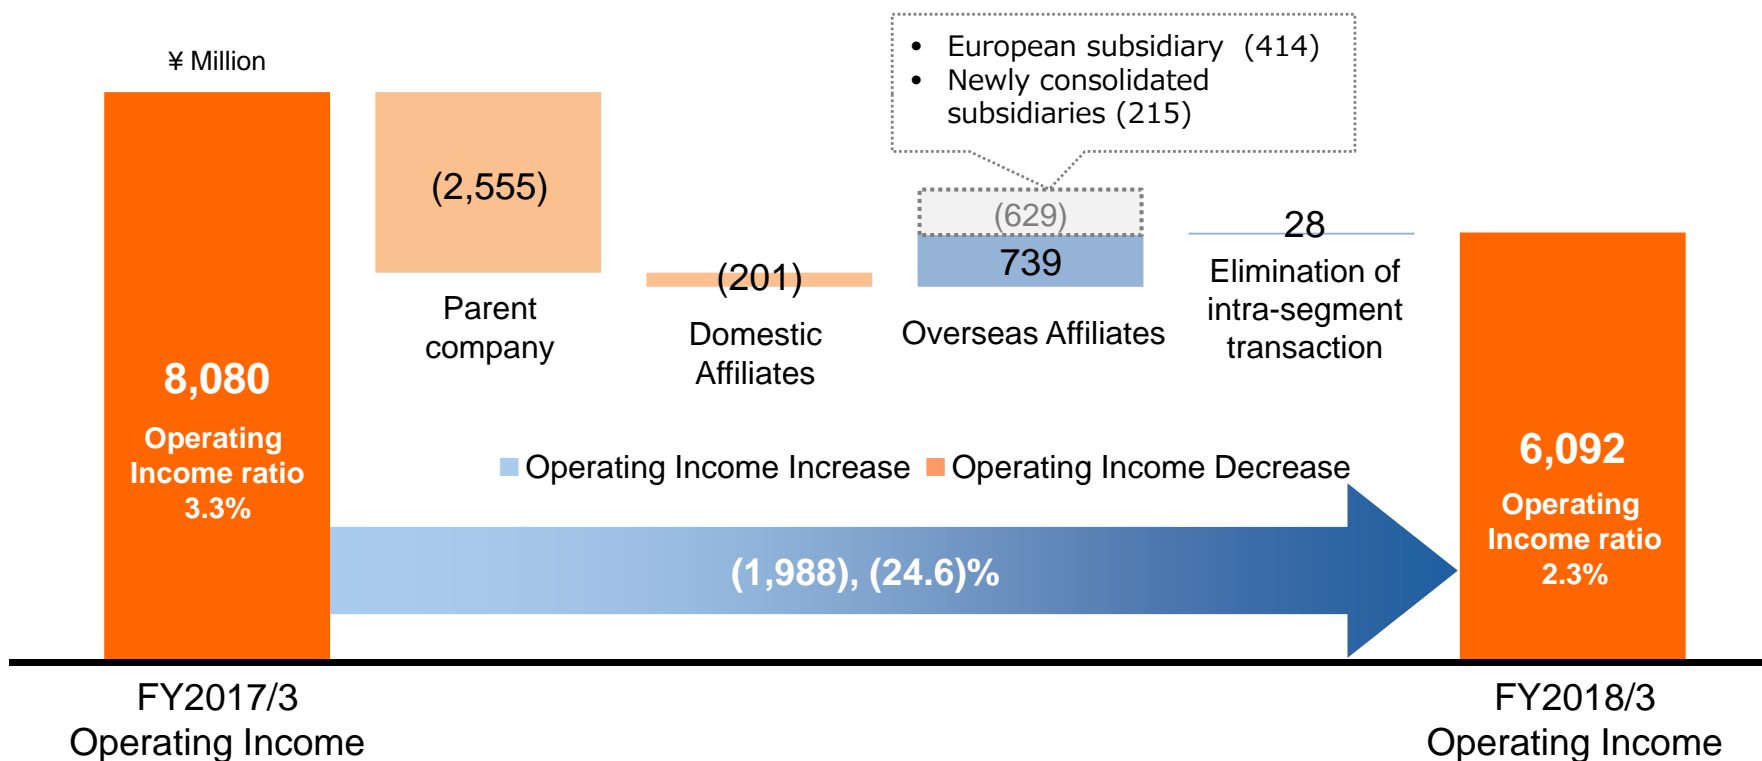 ¥ Million
• European subsidiary (414)
• Newly consolidated
subsidiaries (215)
(2,555)
Parent
company
(201)
Domestic
Affiliates
(629)
739
Overseas Affiliates
28
Elimination of
intra-segment
transaction
8,080
Operating
Income ratio
3.3%
Operating Income Increase
Operating Income Decrease
(1,988), (24.6)%
6,092
Operating
Income ratio
2.3%
FY2017/3
Operating Income
FY2018/3
Operating Income